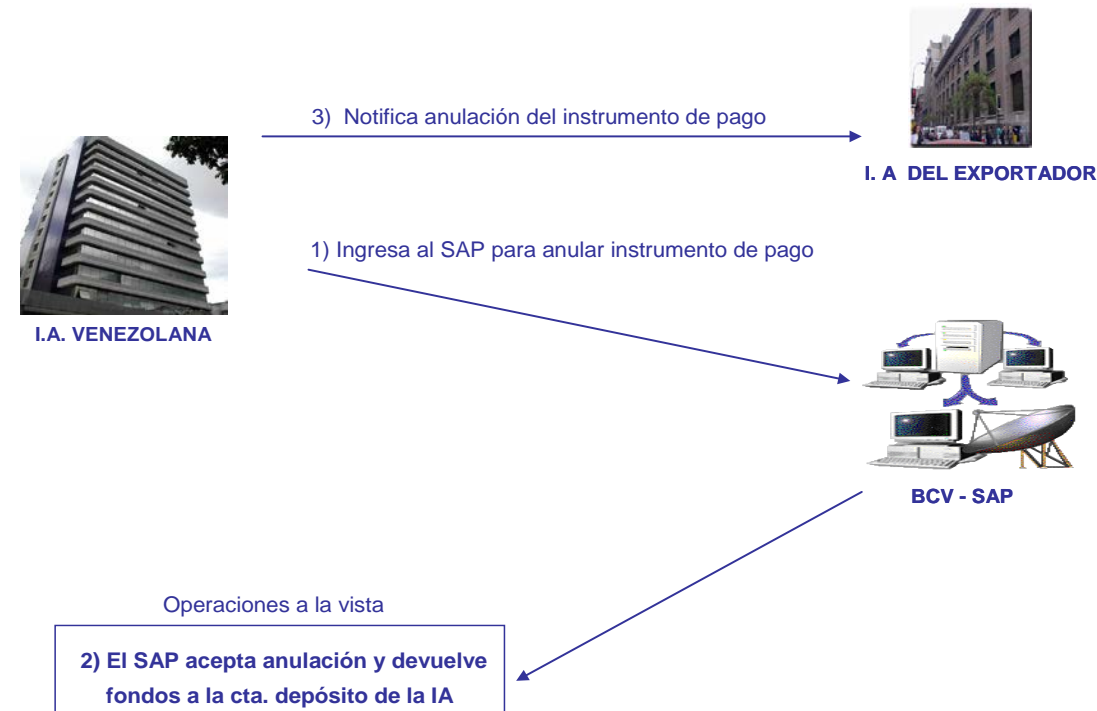 3) Notifica anulación del instrumento de pago
I. A DEL EXPORTADOR
1) Ingresa al SAP para anular instrumento de pago
I.A. VENEZOLANA
BCV - SAP
Operaciones a la vista
2) El SAP acepta anulación y devuelve
fondos a la cta. depósito de la IA